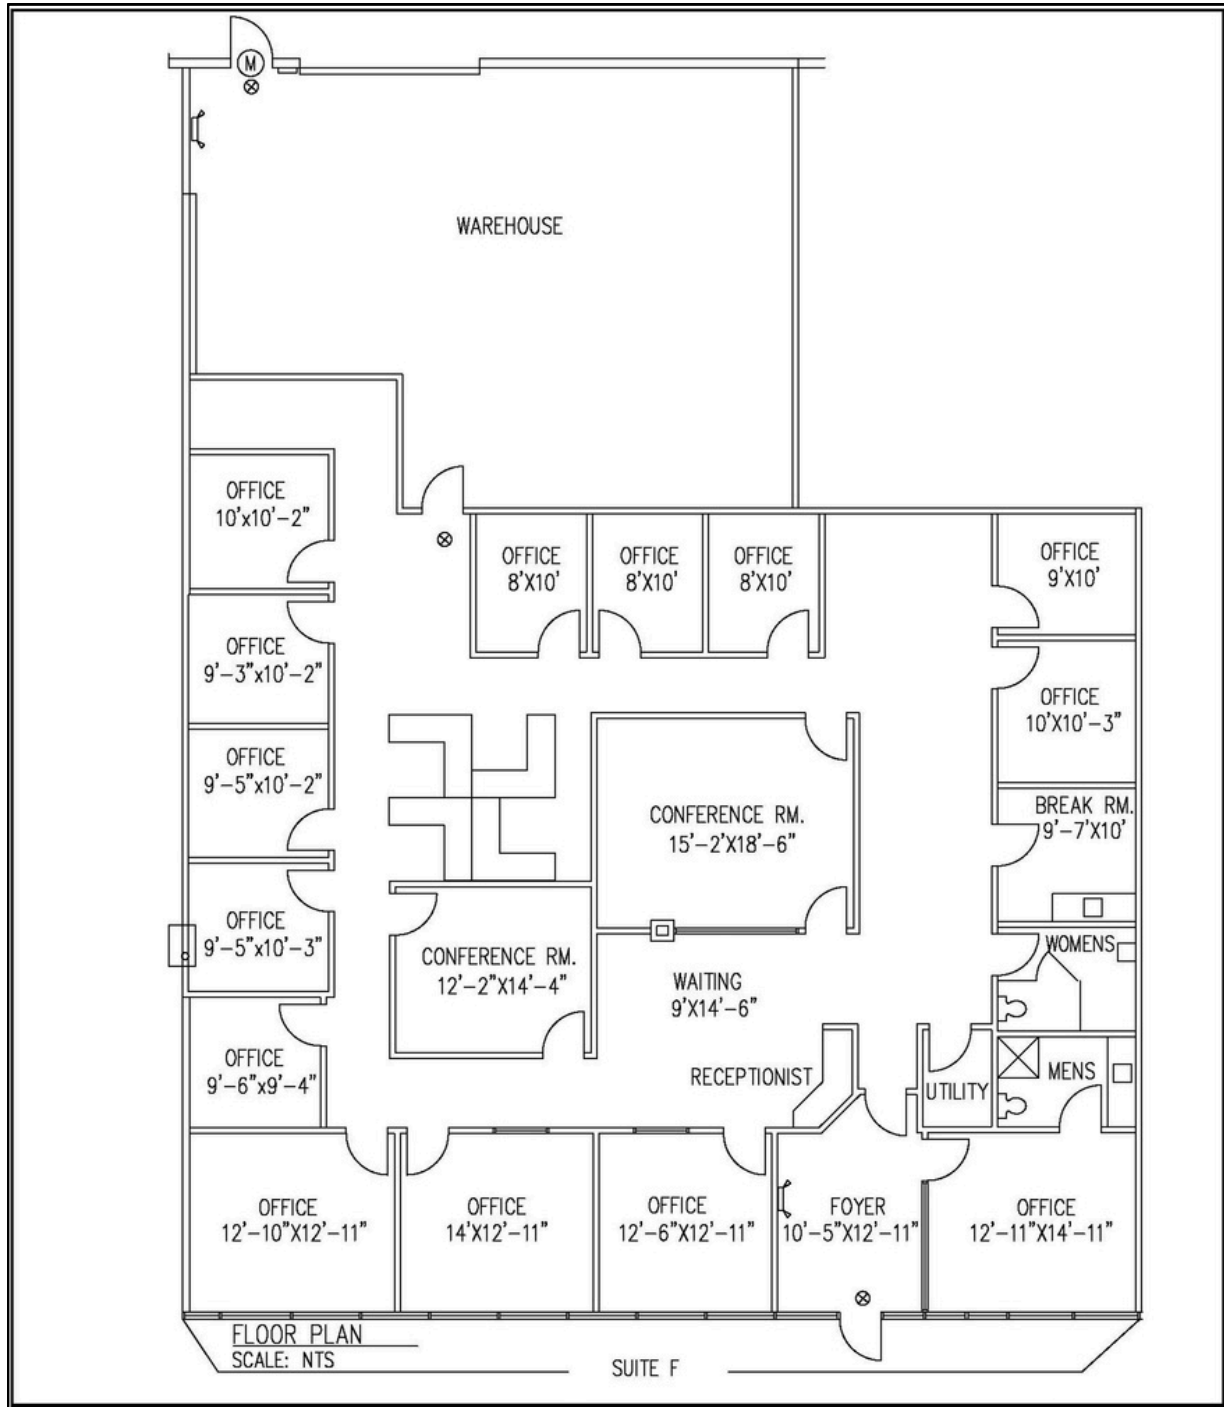 M
WAREHOUSE
OFFICE
10'x10'-2"
OFFICE
8'X10'
OFFICE
8'X10'
OFFICE
8'X10'
OFFICE
9'X10'
OFFICE
9'-3"x10'-2"
OFFICE
10'X10'-3"
OFFICE
9'-5"x10'-2"
BREAK RM.
9'-7'X10'
CONFERENCE RM.
15'-2'X18'-6"
OFFICE
9'-5"x10'-3"
CONFERENCE RM.
12'-2"X14'-4"
WAITING
9'X14'-6"
WOMENS
OFFICE
9'-6"x9'-4"
RECEPTIONIST
UTILITY
MENS
OFFICE
12'-10"X12'-11"
OFFICE
14'X12'-11"
OFFICE
12'-6"X12'-11"
FOYER
10'-5"X12'-11"
OFFICE
12'-11"X14'-11"
FLOOR PLAN
SCALE: NTS
SUITE F